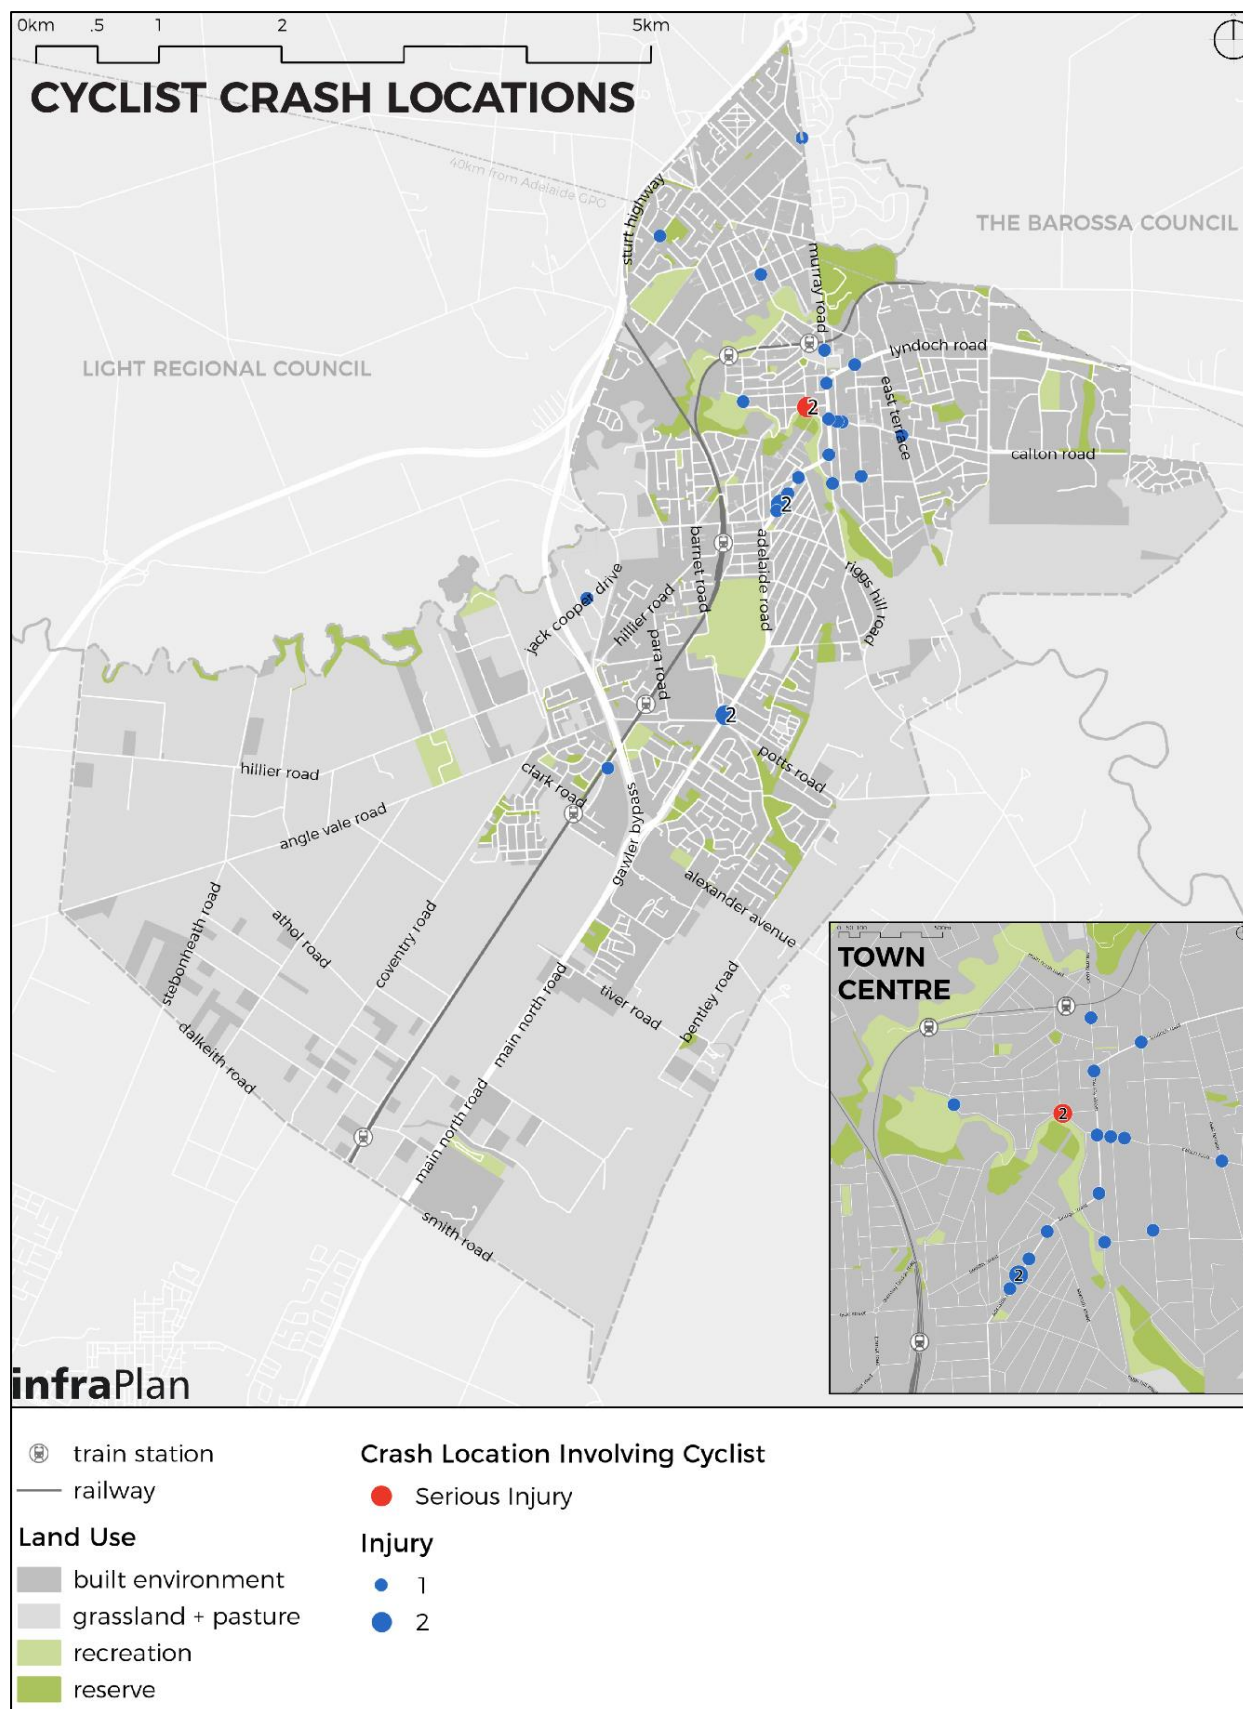 0km .5 1 2 5km
CYCLIST CRASH LOCATIONS
40km from Adelaide GPO
THE BAROSSA COUNCIL
LIGHT REGIONAL COUNCIL
sturt highway
murray road
lyndoch road
east terrace
calton road
2
2
barnet road
adelaide road
riggs hill road
jack cooper drive
hillier road
para road
2
potts road
hillier road
clark road
angle vale road
gawler bypass
alexander avenue
stebonheath road
athol road
coventry road
main north road
tiver road
bentley road
dalkeith road
main north road
smith road
TOWN
CENTRE
2
2
infraPlan
train station
railway
Land Use
built environment
grassland + pasture
recreation
reserve
Crash Location Involving Cyclist
Serious Injury
Injury
1
2